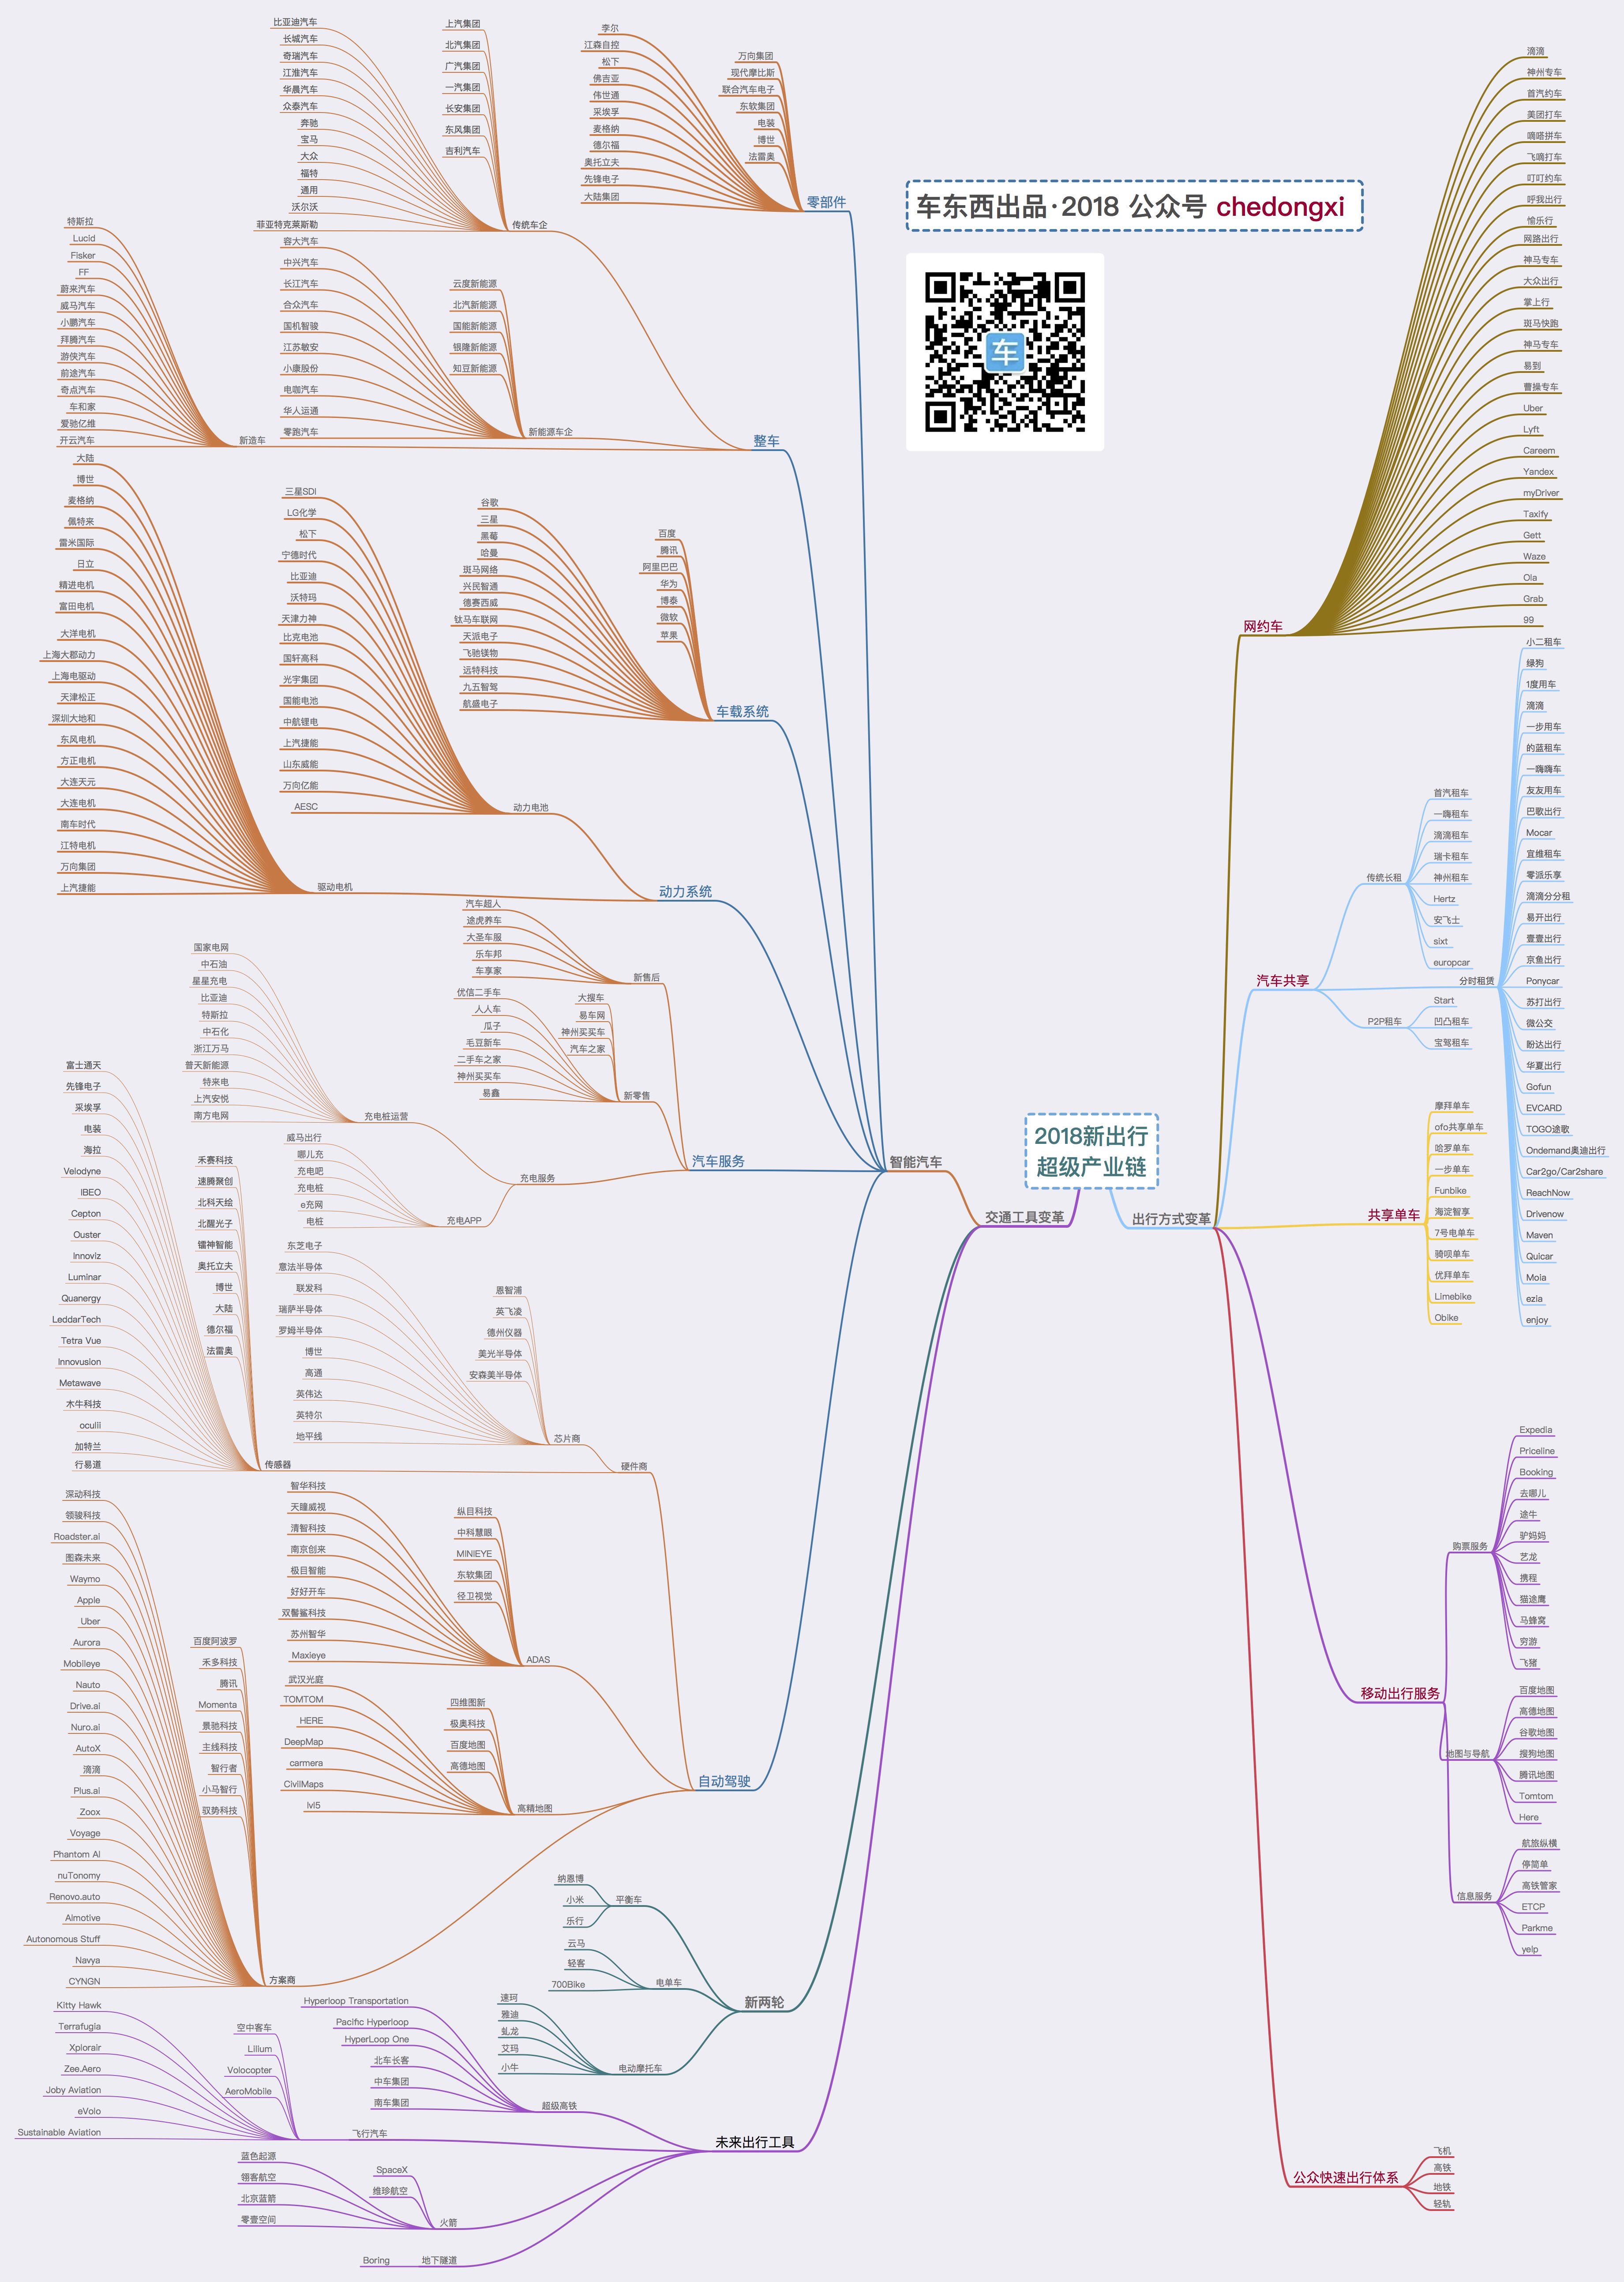 车东西出品·2018 公众号 chedongxi
车
2018新出行
超级产业链
交通工具变革
智能汽车
零部件
李尔
江森自控
松下
佛吉亚
伟世通
采埃孚
麦格纳
德尔福
奥托立夫
先锋电子
大陆集团
万向集团
现代摩比斯
联合汽车电子
东软集团
电装
博世
法雷奥
整车
传统车企
比亚迪汽车
长城汽车
奇瑞汽车
江淮汽车
华晨汽车
众泰汽车
奔驰
宝马
大众
福特
通用
沃尔沃
菲亚特克莱斯勒
上汽集团
北汽集团
广汽集团
一汽集团
长安集团
东风集团
吉利汽车
新能源车企
容大汽车
中兴汽车
长江汽车
合众汽车
国机智骏
江苏敏安
小康股份
电咖汽车
华人运通
零跑汽车
云度新能源
北汽新能源
国能新能源
银隆新能源
知豆新能源
新造车
特斯拉
Lucid
Fisker
FF
蔚来汽车
威马汽车
小鹏汽车
拜腾汽车
游侠汽车
前途汽车
奇点汽车
车和家
爱驰亿维
开云汽车
车载系统
谷歌
三星
黑莓
哈曼
斑马网络
兴民智通
德赛西威
钛马车联网
天派电子
飞驰镁物
远特科技
九五智驾
航盛电子
百度
腾讯
阿里巴巴
华为
博泰
微软
苹果
动力系统
动力电池
三星SDI
LG化学
松下
宁德时代
比亚迪
沃特玛
天津力神
比克电池
国轩高科
光宇集团
国能电池
中航锂电
上汽捷能
山东威能
万向亿能
AESC
驱动电机
大陆
博世
麦格纳
佩特来
雷米国际
日立
精进电机
富田电机
大洋电机
上海大郡动力
上海电驱动
天津松正
深圳大地和
东风电机
方正电机
大连天元
大连电机
南车时代
江特电机
万向集团
上汽捷能
汽车服务
新售后
汽车超人
途虎养车
大圣车服
乐车邦
车享家
新零售
优信二手车
人人车
瓜子
毛豆新车
二手车之家
神州买买车
易鑫
大搜车
易车网
神州买买车
汽车之家
充电服务
充电桩运营
国家电网
中石油
星星充电
比亚迪
特斯拉
中石化
浙江万马
普天新能源
特来电
上汽安悦
南方电网
充电APP
威马出行
哪儿充
充电吧
充电桩
e充网
电桩
自动驾驶
硬件商
芯片商
东芝电子
意法半导体
联发科
瑞萨半导体
罗姆半导体
博世
高通
英伟达
英特尔
地平线
恩智浦
英飞凌
德州仪器
美光半导体
安森美半导体
传感器
富士通天
先锋电子
采埃孚
电装
海拉
Velodyne
IBEO
Cepton
Ouster
Innoviz
Luminar
Quanergy
LeddarTech
Tetra Vue
Innovusion
Metawave
木牛科技
oculii
加特兰
行易道
禾赛科技
速腾聚创
北科天绘
北醒光子
镭神智能
奥托立夫
博世
大陆
德尔福
法雷奥
ADAS
智华科技
天瞳威视
清智科技
南京创来
极目智能
好好开车
双髻鲨科技
苏州智华
Maxieye
纵目科技
中科慧眼
MINIEYE
东软集团
径卫视觉
高精地图
武汉光庭
TOMTOM
HERE
DeepMap
carmera
CivilMaps
lvl5
四维图新
极奥科技
百度地图
高德地图
方案商
深动科技
领骏科技
Roadster.ai
图森未来
Waymo
Apple
Uber
Aurora
Mobileye
Nauto
Drive.ai
Nuro.ai
AutoX
滴滴
Plus.ai
Zoox
Voyage
Phantom AI
nuTonomy
Renovo.auto
AImotive
Autonomous Stuff
Navya
CYNGN
百度阿波罗
禾多科技
腾讯
Momenta
景驰科技
主线科技
智行者
小马智行
驭势科技
新两轮
平衡车
纳恩博
小米
乐行
电单车
云马
轻客
700Bike
电动摩托车
速珂
雅迪
虬龙
艾玛
小牛
未来出行工具
超级高铁
Hyperloop Transportation
Pacific Hyperloop
HyperLoop One
北车长客
中车集团
南车集团
飞行汽车
Kitty Hawk
Terrafugia
Xplorair
Zee.Aero
Joby Aviation
eVolo
Sustainable Aviation
空中客车
Lilium
Volocopter
AeroMobile
火箭
蓝色起源
翎客航空
北京蓝箭
零壹空间
SpaceX
维珍航空
地下隧道
Boring
出行方式变革
网约车
滴滴
神州专车
首汽约车
美团打车
嘀嗒拼车
飞嘀打车
叮叮约车
呼我出行
愉乐行
网路出行
神马专车
大众出行
掌上行
斑马快跑
神马专车
易到
曹操专车
Uber
Lyft
Careem
Yandex
myDriver
Taxify
Gett
Waze
Ola
Grab
99
汽车共享
传统长租
首汽租车
一嗨租车
滴滴租车
瑞卡租车
神州租车
Hertz
安飞士
sixt
europcar
分时租赁
小二租车
绿狗
1度用车
滴滴
一步用车
的蓝租车
一嗨嗨车
友友用车
巴歌出行
Mocar
宜维租车
零派乐享
滴滴分分租
易开出行
壹壹出行
京鱼出行
Ponycar
苏打出行
微公交
盼达出行
华夏出行
Gofun
EVCARD
TOGO途歌
Ondemand奥迪出行
Car2go/Car2share
ReachNow
Drivenow
Maven
Quicar
Moia
ezia
enjoy
P2P租车
Start
凹凸租车
宝驾租车
共享单车
摩拜单车
ofo共享单车
哈罗单车
一步单车
Funbike
海淀智享
7号电单车
骑呗单车
优拜单车
Limebike
Obike
移动出行服务
购票服务
Expedia
Priceline
Booking
去哪儿
途牛
驴妈妈
艺龙
携程
猫途鹰
马蜂窝
穷游
飞猪
地图与导航
百度地图
高德地图
谷歌地图
搜狗地图
腾讯地图
Tomtom
Here
信息服务
航旅纵横
停简单
高铁管家
ETCP
Parkme
yelp
公众快速出行体系
飞机
高铁
地铁
轻轨